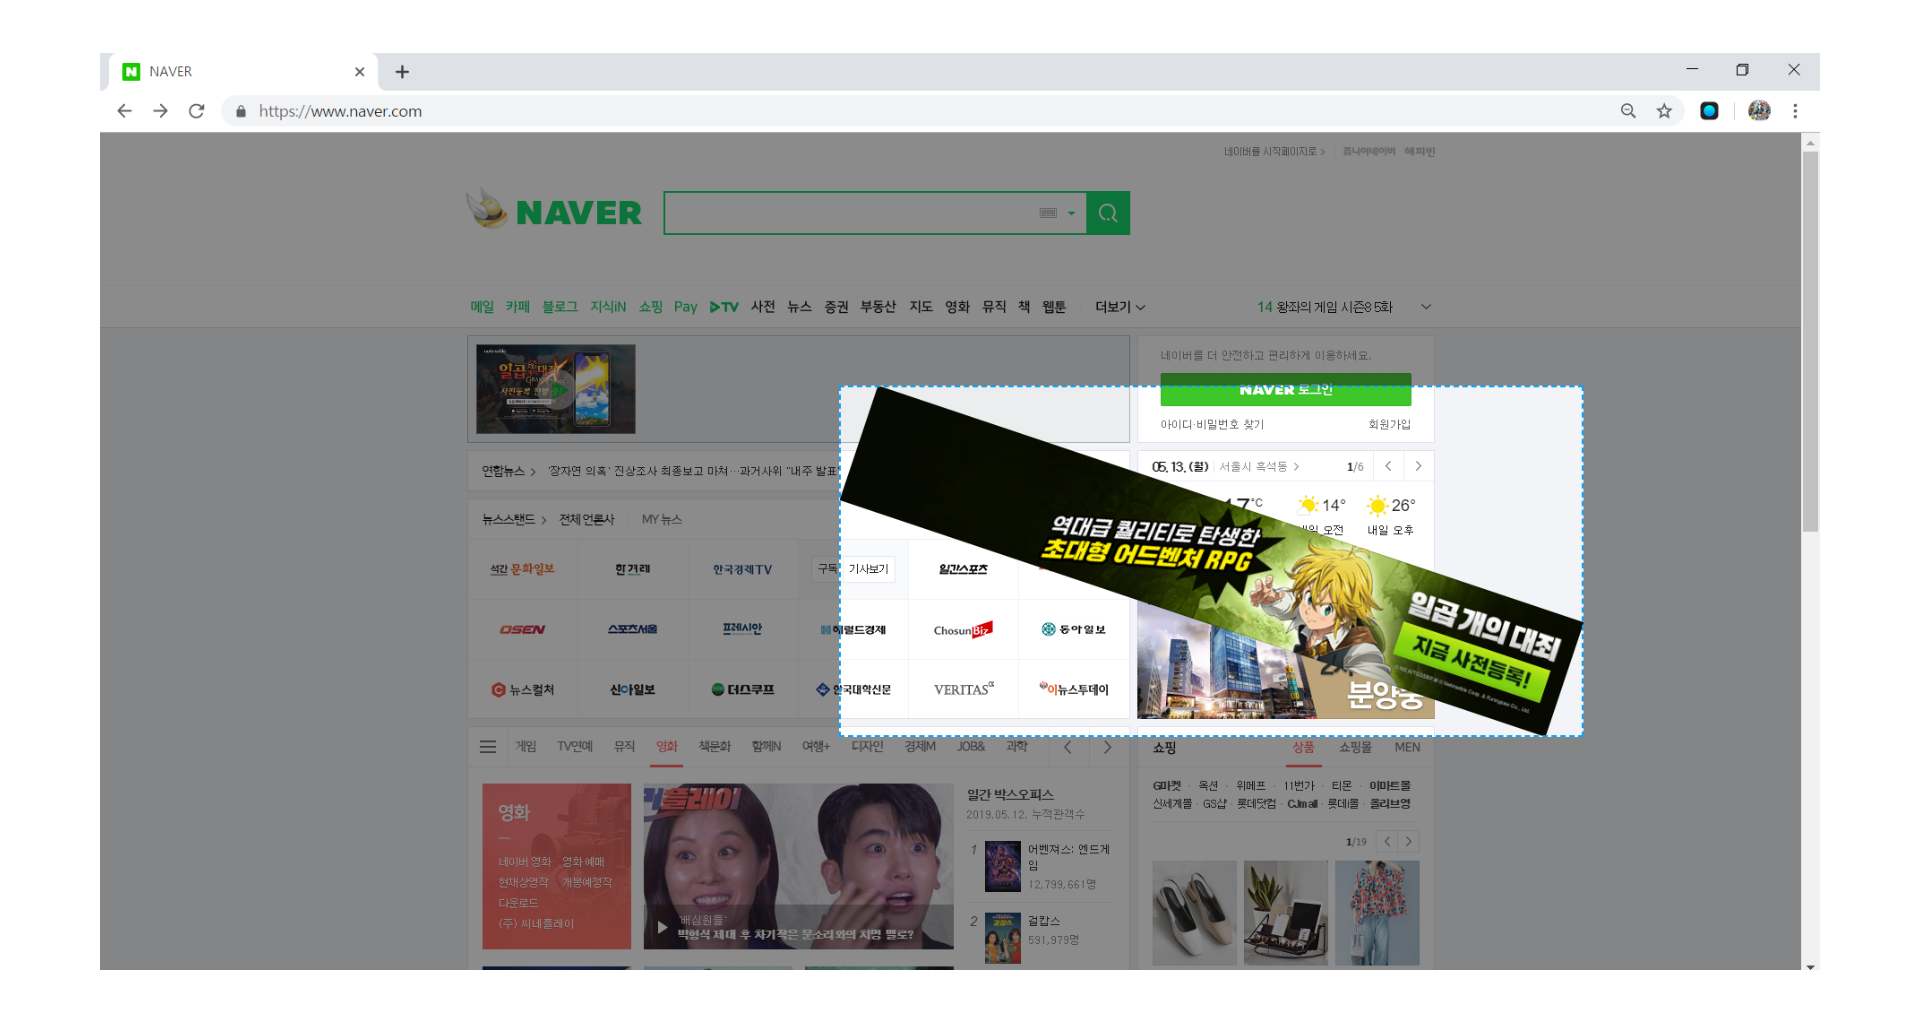 NAVER
https://www.naver.com
네이버를 시작페이지로 > 쥬니어네이버 해피빈
NAVER
메일 카페 블로그 지식iN 쇼핑 Pay TV 사전 뉴스 증권 부동산 지도 영화 뮤직 책 웹툰 더보기
14 왕좌의 게임 시즌8 5화
네이버를 더 안전하고 편리하게 이용하세요.
NAVER 로그인
아이디·비밀번호 찾기 회원가입
사전등록 진행
연합뉴스 > '장자연 의혹' 진상조사 최종보고 마쳐…과거사위 "내주 발표"
05.13.(월) 서울시 흑석동 > 1/6
14° 26°
내일 오후
뉴스스탠드 > 전체 언론사 MY 뉴스
역대급 퀄리티로 탄생한
초대형 어드벤처 RPG
일곱 개의 대죄
지금 사전등록!
석간 문화일보 한겨레 한국경제TV 구독 기사보기 일간스포츠
OSEN 스포츠서울 프레시안 헤럴드경제 ChosunBiz 동아일보
뉴스컬처 신아일보 더스쿠프 한국대학신문 VERITAS 이뉴스투데이
분양중
게임 TV연예 뮤직 영화 책문화 함께N 여행+ 디자인 경제M JOB& 과학
쇼핑 상품 쇼핑몰 MEN
영화
네이버 영화 영화 예매
현재상영작 개봉예정작
다운로드
(주) 씨네플레이
'배심원들'
박형식 제대 후 차기작은 문소리와의 치명 멜로?
일간 박스오피스
2019.05.12. 누적관객수
1 어벤져스: 엔드게임
12,799,661명
2 걸캅스
591,979명
G마켓 · 옥션 · 위메프 · 11번가 · 티몬 · 이마트몰
신세계몰 · GS샵 · 롯데닷컴 · CJmall · 롯데i몰 · 올리브영
1/19